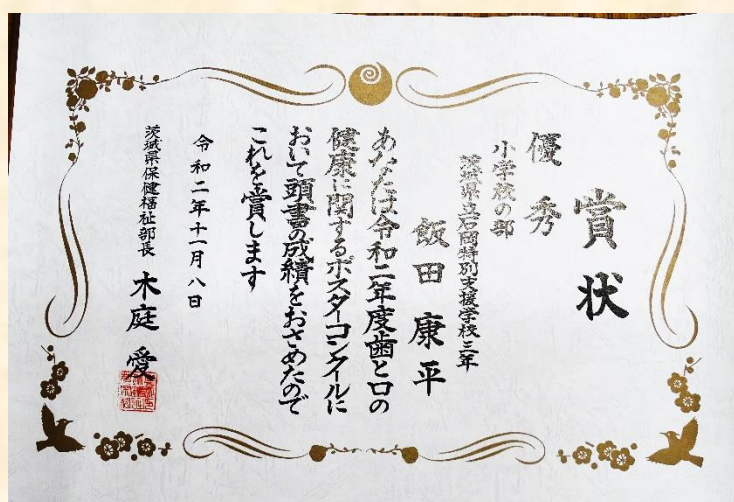 賞状
優秀
小学校の部
茨城県立石岡特別支援学校三年
飯田康平
あなたは令和二年度歯と口の
健康に関するポスターコンクールに
おいて頭書の成績をおさめたので
これを賞します
令和二年十一月八日
茨城県保健福祉部長 木庭愛